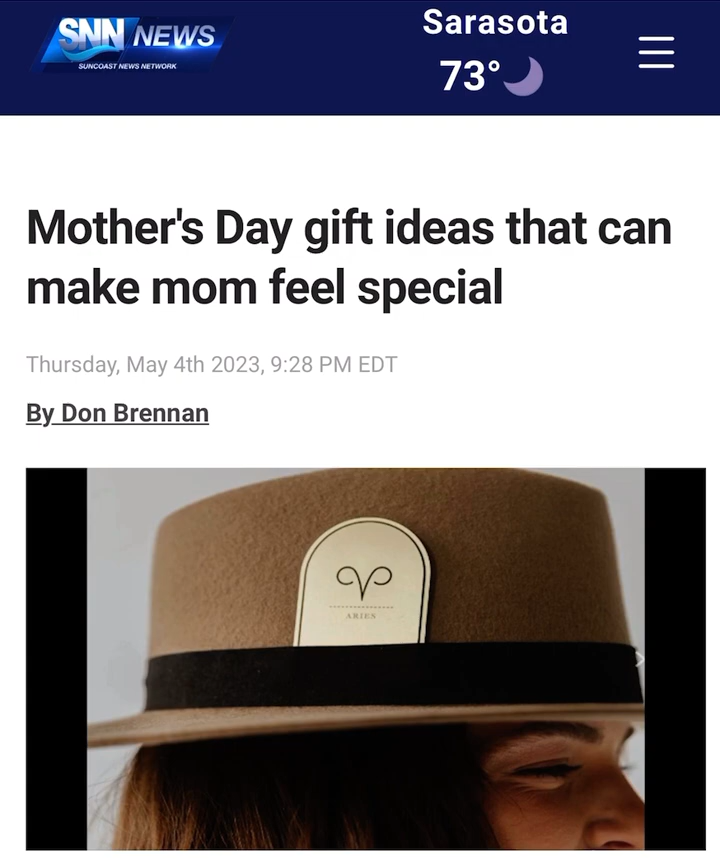 SNN NEWS
SUNCOAST NEWS NETWORK
Sarasota
73°
Mother's Day gift ideas that can
make mom feel special
Thursday, May 4th 2023, 9:28 PM EDT
By Don Brennan
ARIES